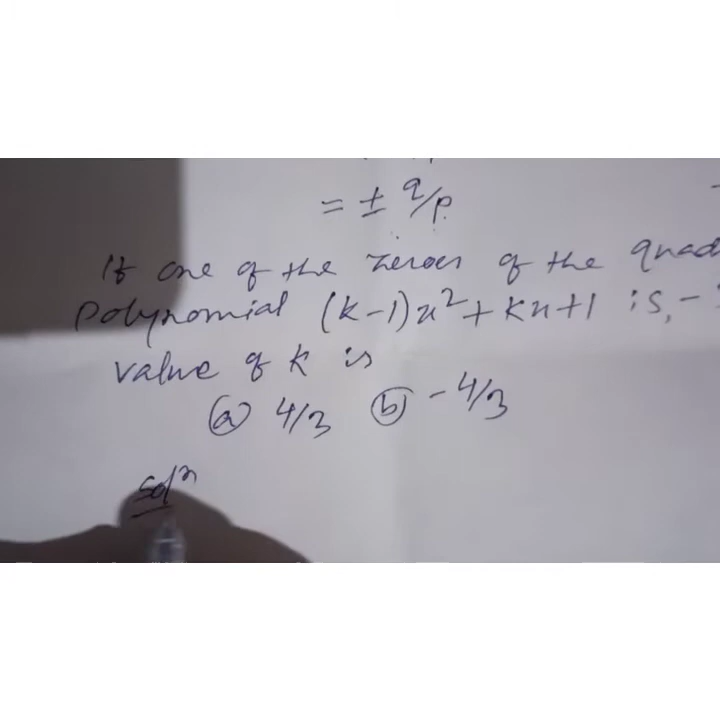 = ± q/p
If one of the zeroes of the quad
Polynomial (k-1)x²+kx+1 is, -
value of k is
(a) 4/3 (b) -4/3
Solⁿ